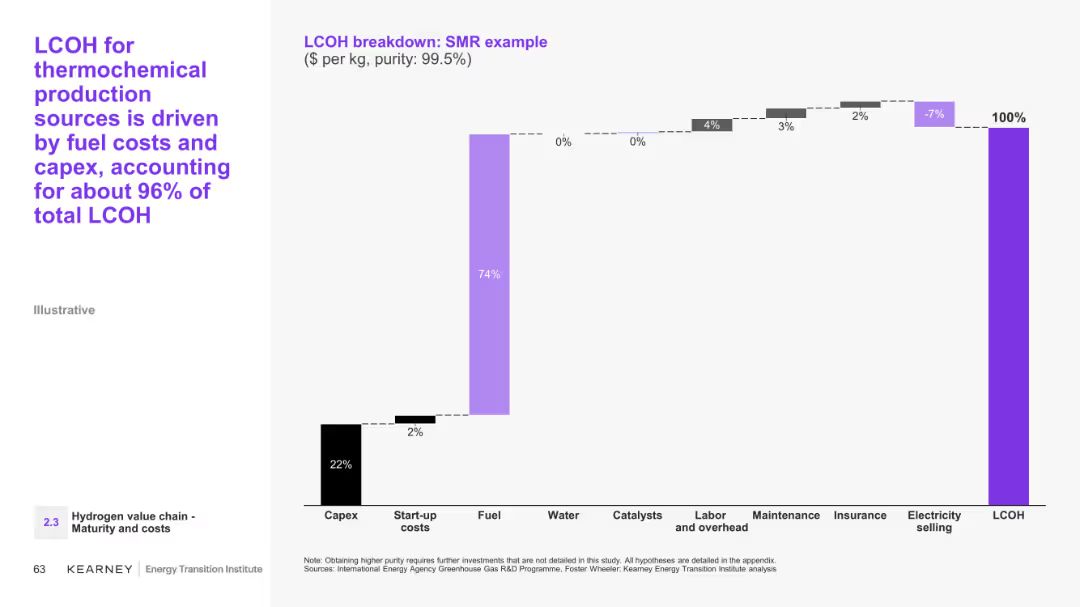 LCOH for
thermochemical
production
sources is driven
by fuel costs and
capex, accounting
for about 96% of
total LCOH
Illustrative
2.3
Hydrogen value chain -
Maturity and costs
63
KEARNEY
Energy Transition Institute
LCOH breakdown: SMR example
($ per kg, purity: 99.5%)
22%
2%
74%
0%
0%
4%
3%
2%
-7%
100%
Capex
Start-up
costs
Fuel
Water
Catalysts
Labor
and overhead
Maintenance
Insurance
Electricity
selling
LCOH
Note: Obtaining higher purity requires further investments that are not detailed in this study. All hypotheses are detailed in the appendix.
Sources: International Energy Agency Greenhouse Gas R&D Programme, Foster Wheeler: Kearney Energy Transition Institute analysis